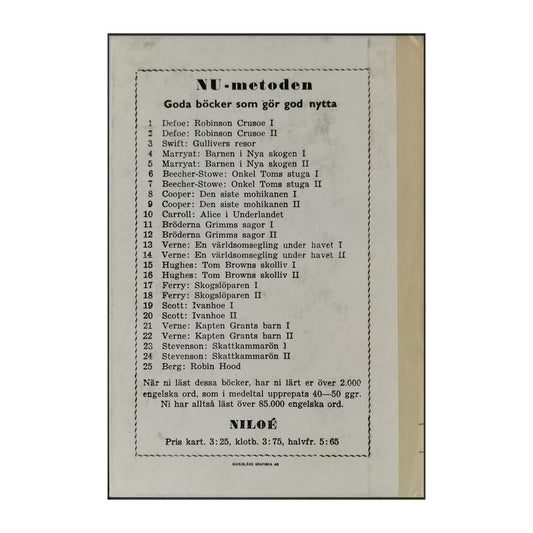 NU-metoden
Goda böcker som gör god nytta
1 Defoe: Robinson Crusoe I
2 Defoe: Robinson Crusoe II
3 Swift: Gullivers resor
4 Marryat: Barnen i Nya skogen I
5 Marryat: Barnen i Nya skogen II
6 Beecher-Stowe: Onkel Toms stuga I
7 Beecher-Stowe: Onkel Toms stuga II
8 Cooper: Den siste mohikanen I
9 Cooper: Den siste mohikanen II
10 Carroll: Alice i Underlandet
11 Bröderna Grimms sagor I
12 Bröderna Grimms sagor II
13 Verne: En världsomsegling under havet I
14 Verne: En världsomsegling under havet II
15 Hughes: Tom Browns skolliv I
16 Hughes: Tom Browns skolliv II
17 Ferry: Skogslöparen I
18 Ferry: Skogslöparen II
19 Scott: Ivanhoe I
20 Scott: Ivanhoe II
21 Verne: Kapten Grants barn I
22 Verne: Kapten Grants barn II
23 Stevenson: Skattkammarön I
24 Stevenson: Skattkammarön II
25 Berg: Robin Hood
När ni läst dessa böcker, har ni lärt er över 2.000
engelska ord, som i medeltal upprepats 40—50 ggr.
Ni har alltså läst över 85.000 engelska ord.
NILOÉ
Pris kart. 3:25, klotb. 3:75, halvfr. 5:65
BOHUSLÄNS GRAFISKA AB